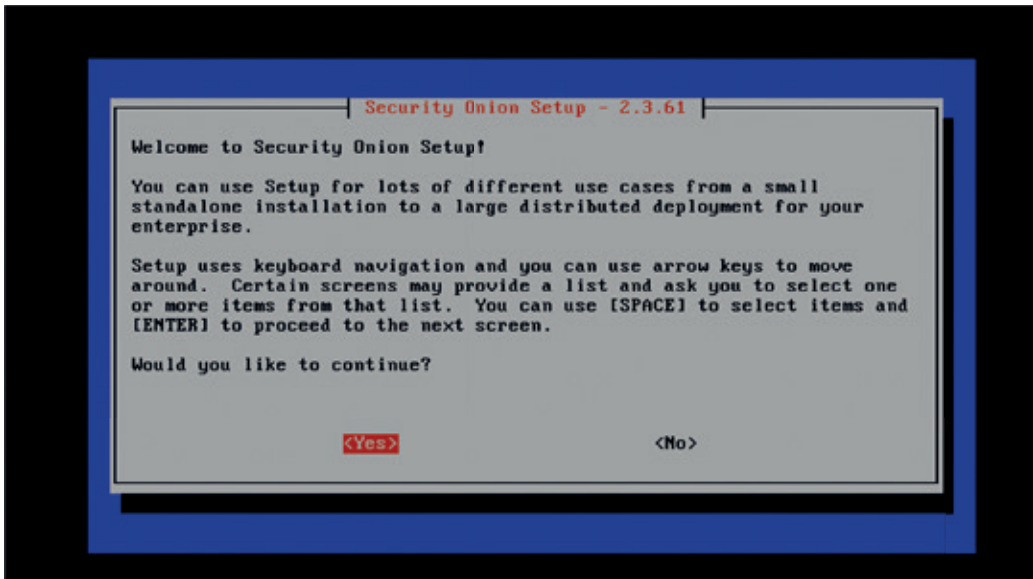 Security Onion Setup - 2.3.61
Welcome to Security Onion Setup!
You can use Setup for lots of different use cases from a small
standalone installation to a large distributed deployment for your
enterprise.
Setup uses keyboard navigation and you can use arrow keys to move
around.  Certain screens may provide a list and ask you to select one
or more items from that list.  You can use [SPACE] to select items and
[ENTER] to proceed to the next screen.
Would you like to continue?
<Yes> <No>